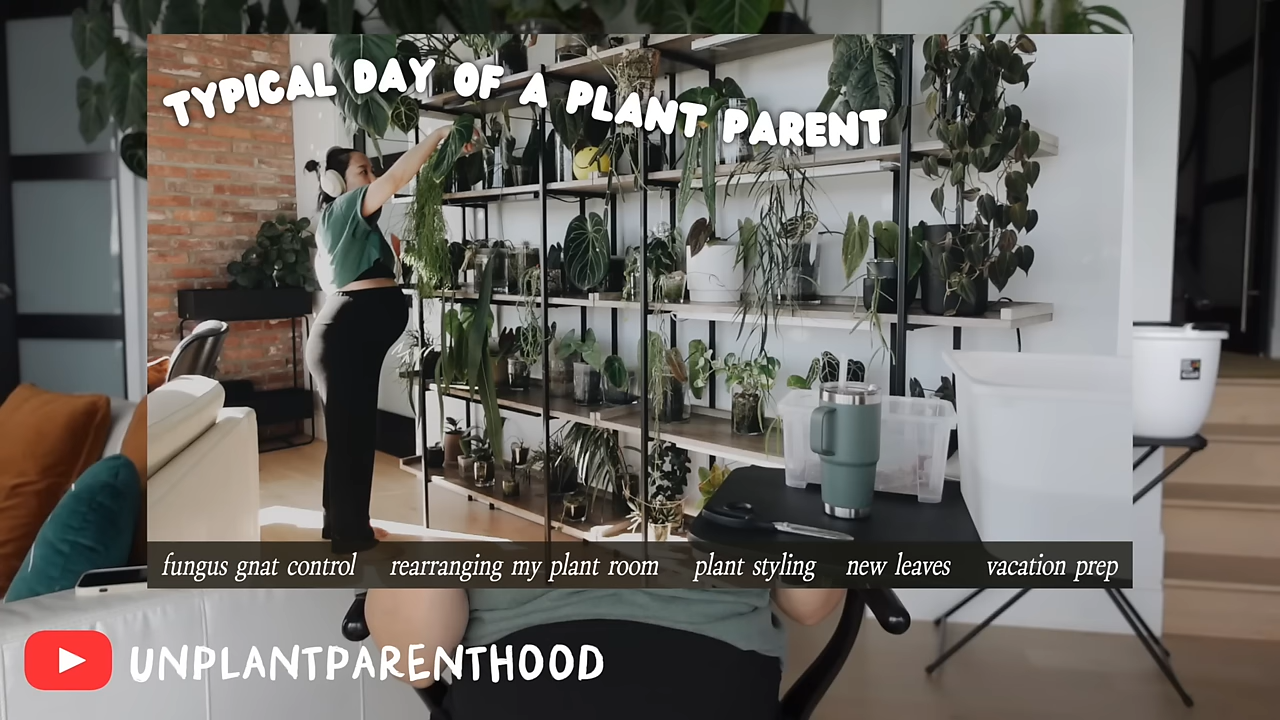 TYPICAL DAY OF A PLANT PARENT
fungus gnat control rearranging my plant room plant styling new leaves vacation prep
UNPLANTPARENTHOOD